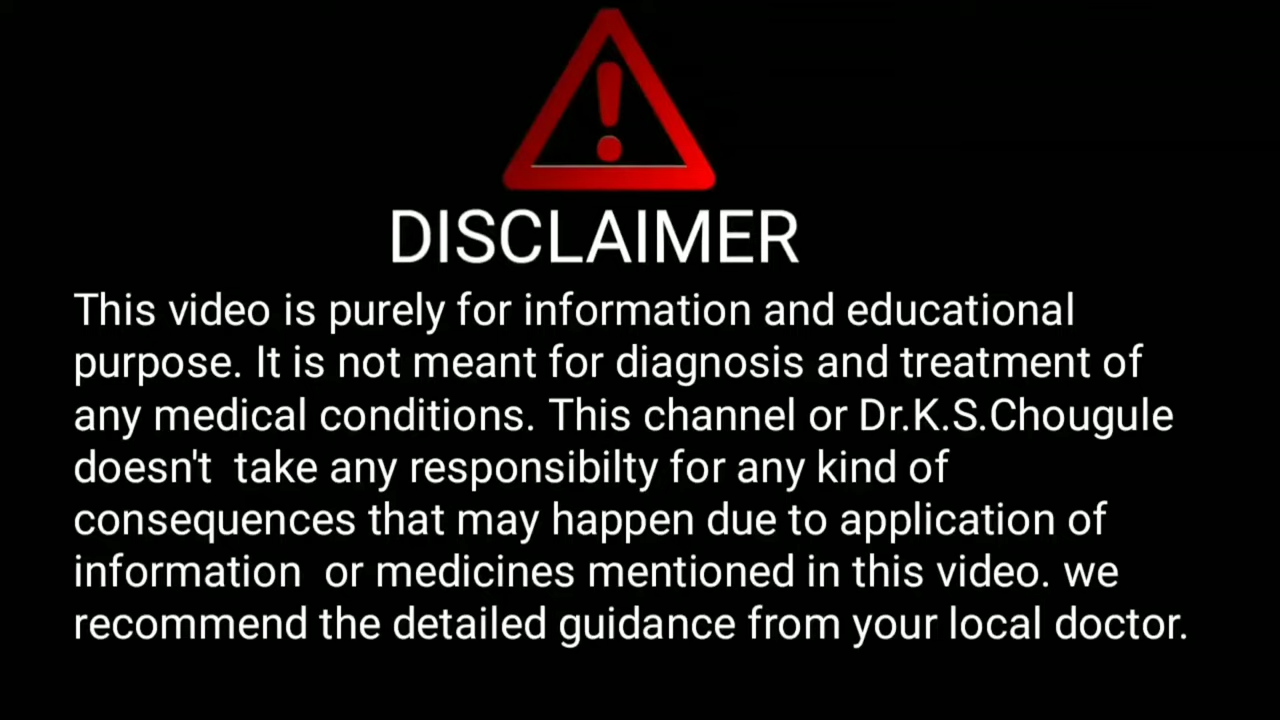 DISCLAIMER
This video is purely for information and educational
purpose. It is not meant for diagnosis and treatment of
any medical conditions. This channel or Dr.K.S.Chougule
doesn't  take any responsibilty for any kind of
consequences that may happen due to application of
information  or medicines mentioned in this video. we
recommend the detailed guidance from your local doctor.